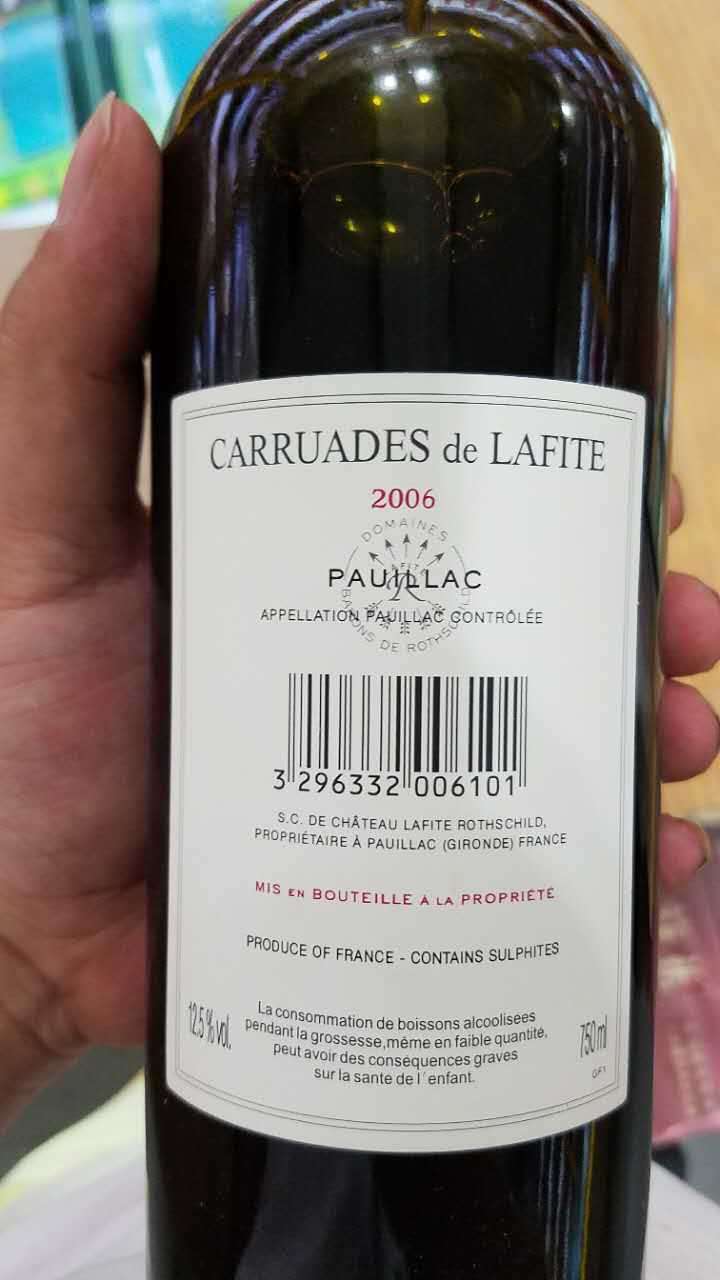 CARRUADES de LAFITE
2006
DOMAINES
LAFITE
PAUILLAC
APPELLATION PAUILLAC CONTRÔLÉE
BARONS DE ROTHSCHILD
3 296332 006101
S.C. DE CHÂTEAU LAFITE ROTHSCHILD,
PROPRIÉTAIRE À PAUILLAC (GIRONDE) FRANCE
MIS EN BOUTEILLE A LA PROPRIÉTÉ
PRODUCE OF FRANCE - CONTAINS SULPHITES
12.5 % vol.
La consommation de boissons alcoolisees
pendant la grossesse,même en faible quantité,
peut avoir des conséquences graves
sur la sante de l´enfant.
750 ml
GF1